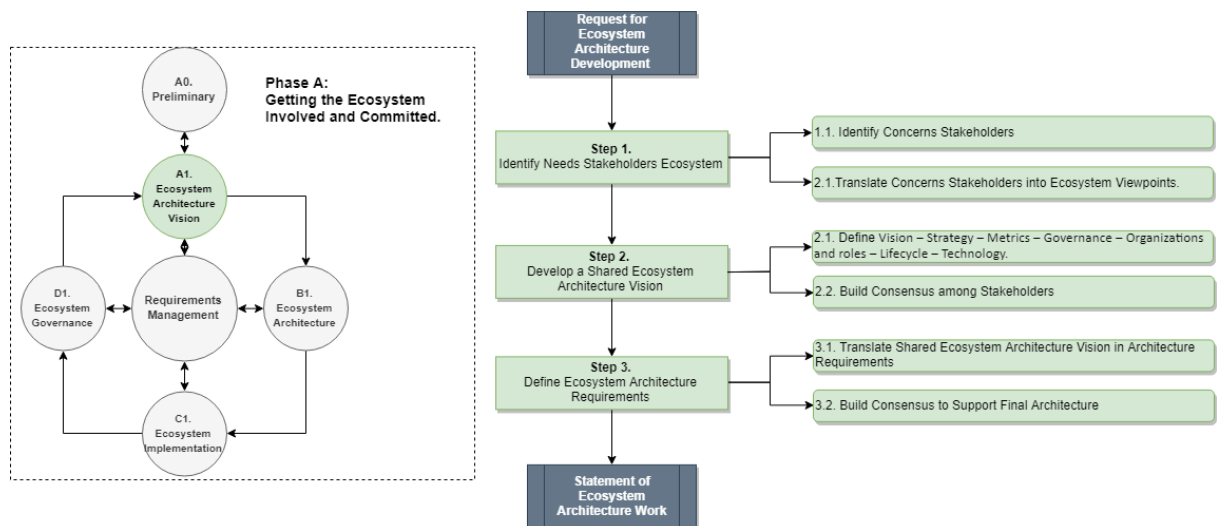 A0.
Preliminary
Phase A:
Getting the Ecosystem
Involved and Committed.
A1.
Ecosystem
Architecture
Vision
D1.
Ecosystem
Governance
Requirements
Management
B1.
Ecosystem
Architecture
C1.
Ecosystem
Implementation
Request for
Ecosystem
Architecture
Development
Step 1.
Identify Needs Stakeholders Ecosystem
1.1. Identify Concerns Stakeholders
2.1.Translate Concerns Stakeholders into Ecosystem Viewpoints.
Step 2.
Develop a Shared Ecosystem
Architecture Vision
2.1. Define Vision – Strategy – Metrics – Governance – Organizations
and roles – Lifecycle – Technology.
2.2. Build Consensus among Stakeholders
Step 3.
Define Ecosystem Architecture
Requirements
3.1. Translate Shared Ecosystem Architecture Vision in Architecture
Requirements
3.2. Build Consensus to Support Final Architecture
Statement of
Ecosystem
Architecture Work